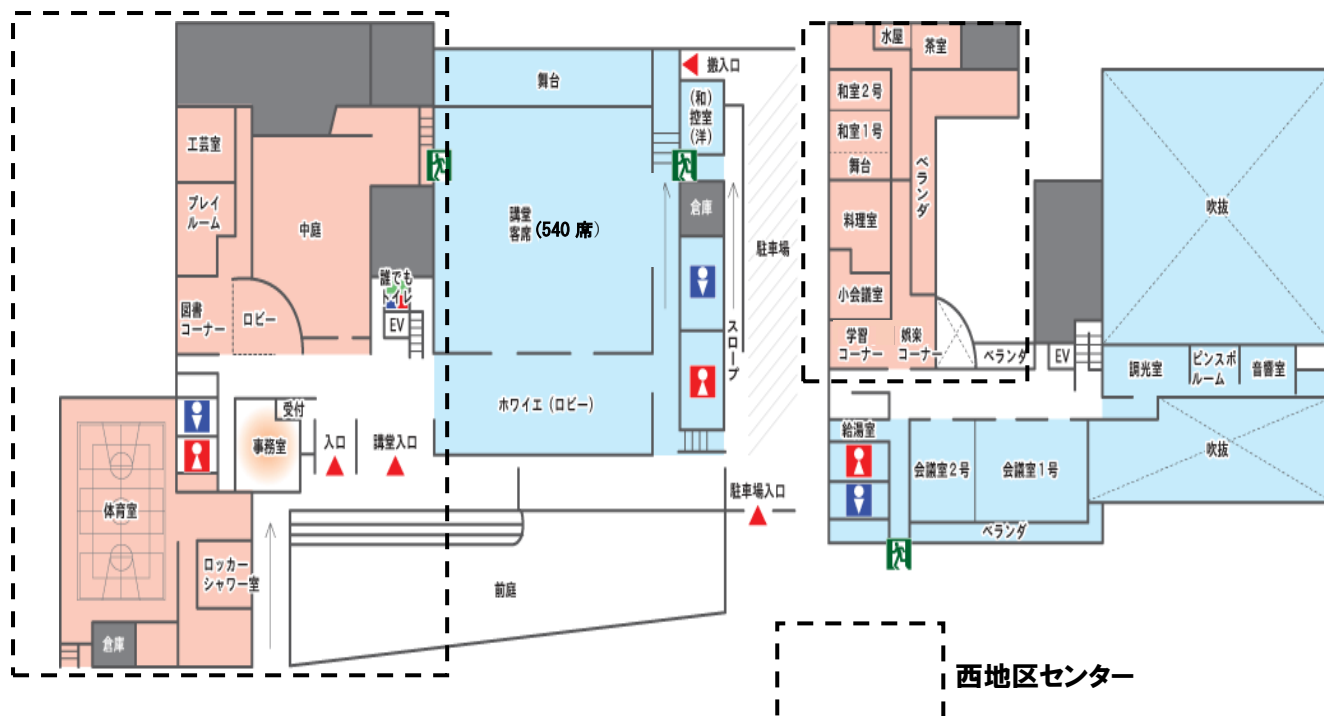 舞台
搬入口
(和)
控室
(洋)
工芸室
プレイ
ルーム
中庭
講堂
客席(540 席)
倉庫
駐車場
誰でも
トイレ
EV
図書
コーナー
ロビー
スロープ
ホワイエ(ロビー)
受付
事務室
入口
講堂入口
体育室
駐車場入口
ロッカー
シャワー室
前庭
倉庫
水屋
茶室
和室2号
和室1号
舞台
ベランダ
料理室
吹抜
小会議室
学習
コーナー
娯楽
コーナー
ベランダ
EV
調光室
ピンスポ
ルーム
音響室
給湯室
会議室2号
会議室1号
吹抜
ベランダ
西地区センター